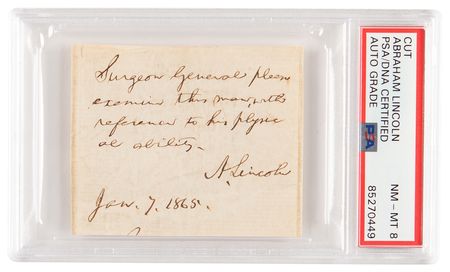 Surgeon General please
examine this man, with
reference to his physic
al ability.
A. Lincoln
Jan. 7, 1865.
CUT
ABRAHAM LINCOLN
PSA/DNA CERTIFIED
AUTO GRADE
PSA
NM-MT 8
85270449